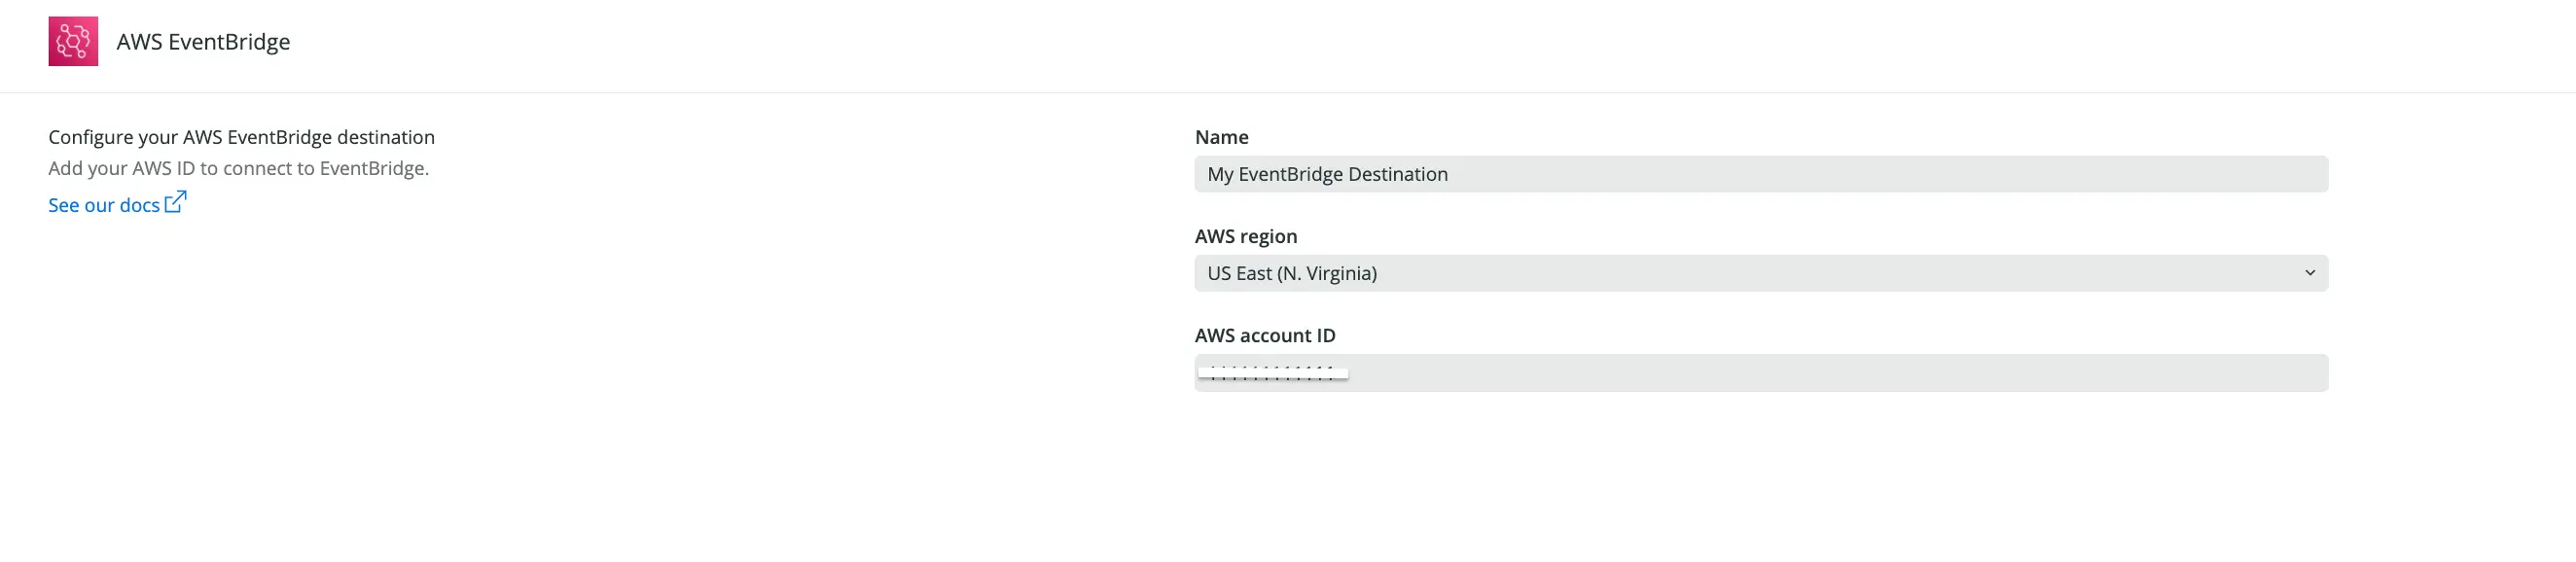 AWS EventBridge
Configure your AWS EventBridge destination
Add your AWS ID to connect to EventBridge.
See our docs
Name
My EventBridge Destination
AWS region
US East (N. Virginia)
AWS account ID